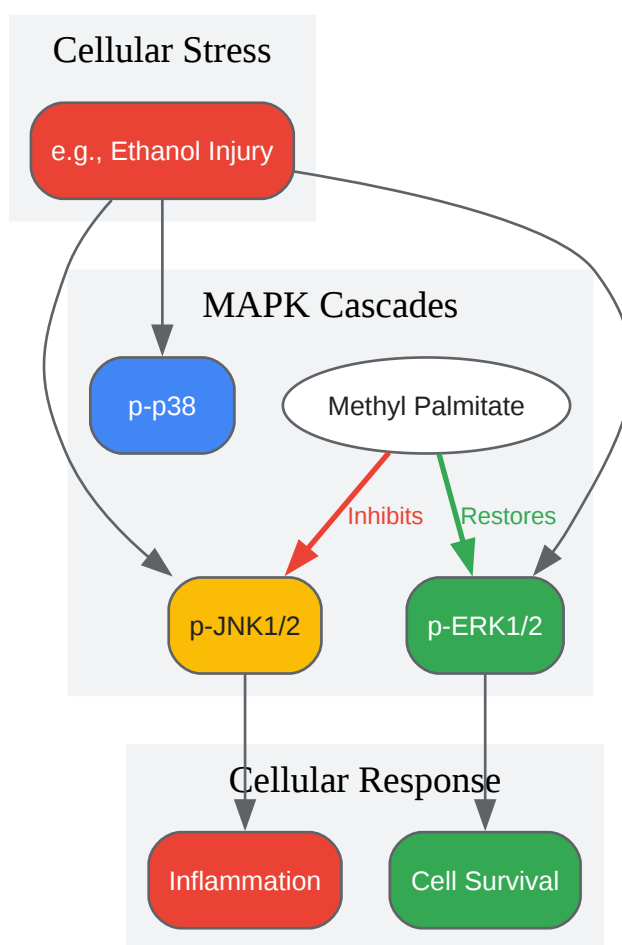 Cellular Stress
e.g., Ethanol Injury
MAPK Cascades
p-p38
Methyl Palmitate
Inhibits
Restores
p-JNK1/2
p-ERK1/2
Cellular Response
Inflammation
Cell Survival